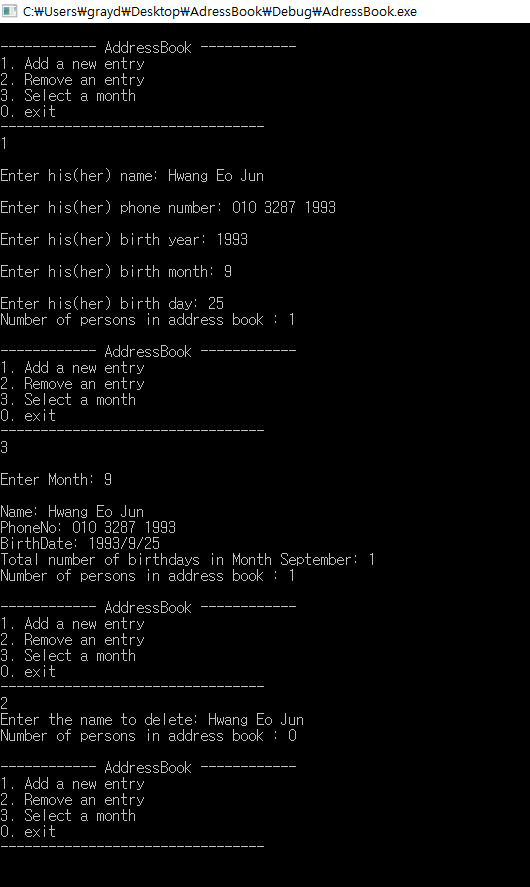 C:₩Users₩grayd₩Desktop₩AdressBook₩Debug₩AdressBook.exe
------------ AddressBook ------------
1. Add a new entry
2. Remove an entry
3. Select a month
0. exit
---------------------------------
1
Enter his(her) name: Hwang Eo Jun
Enter his(her) phone number: 010 3287 1993
Enter his(her) birth year: 1993
Enter his(her) birth month: 9
Enter his(her) birth day: 25
Number of persons in address book : 1
------------ AddressBook ------------
1. Add a new entry
2. Remove an entry
3. Select a month
0. exit
---------------------------------
3
Enter Month: 9
Name: Hwang Eo Jun
PhoneNo: 010 3287 1993
BirthDate: 1993/9/25
Total number of birthdays in Month September: 1
Number of persons in address book : 1
------------ AddressBook ------------
1. Add a new entry
2. Remove an entry
3. Select a month
0. exit
---------------------------------
2
Enter the name to delete: Hwang Eo Jun
Number of persons in address book : 0
------------ AddressBook ------------
1. Add a new entry
2. Remove an entry
3. Select a month
0. exit
---------------------------------